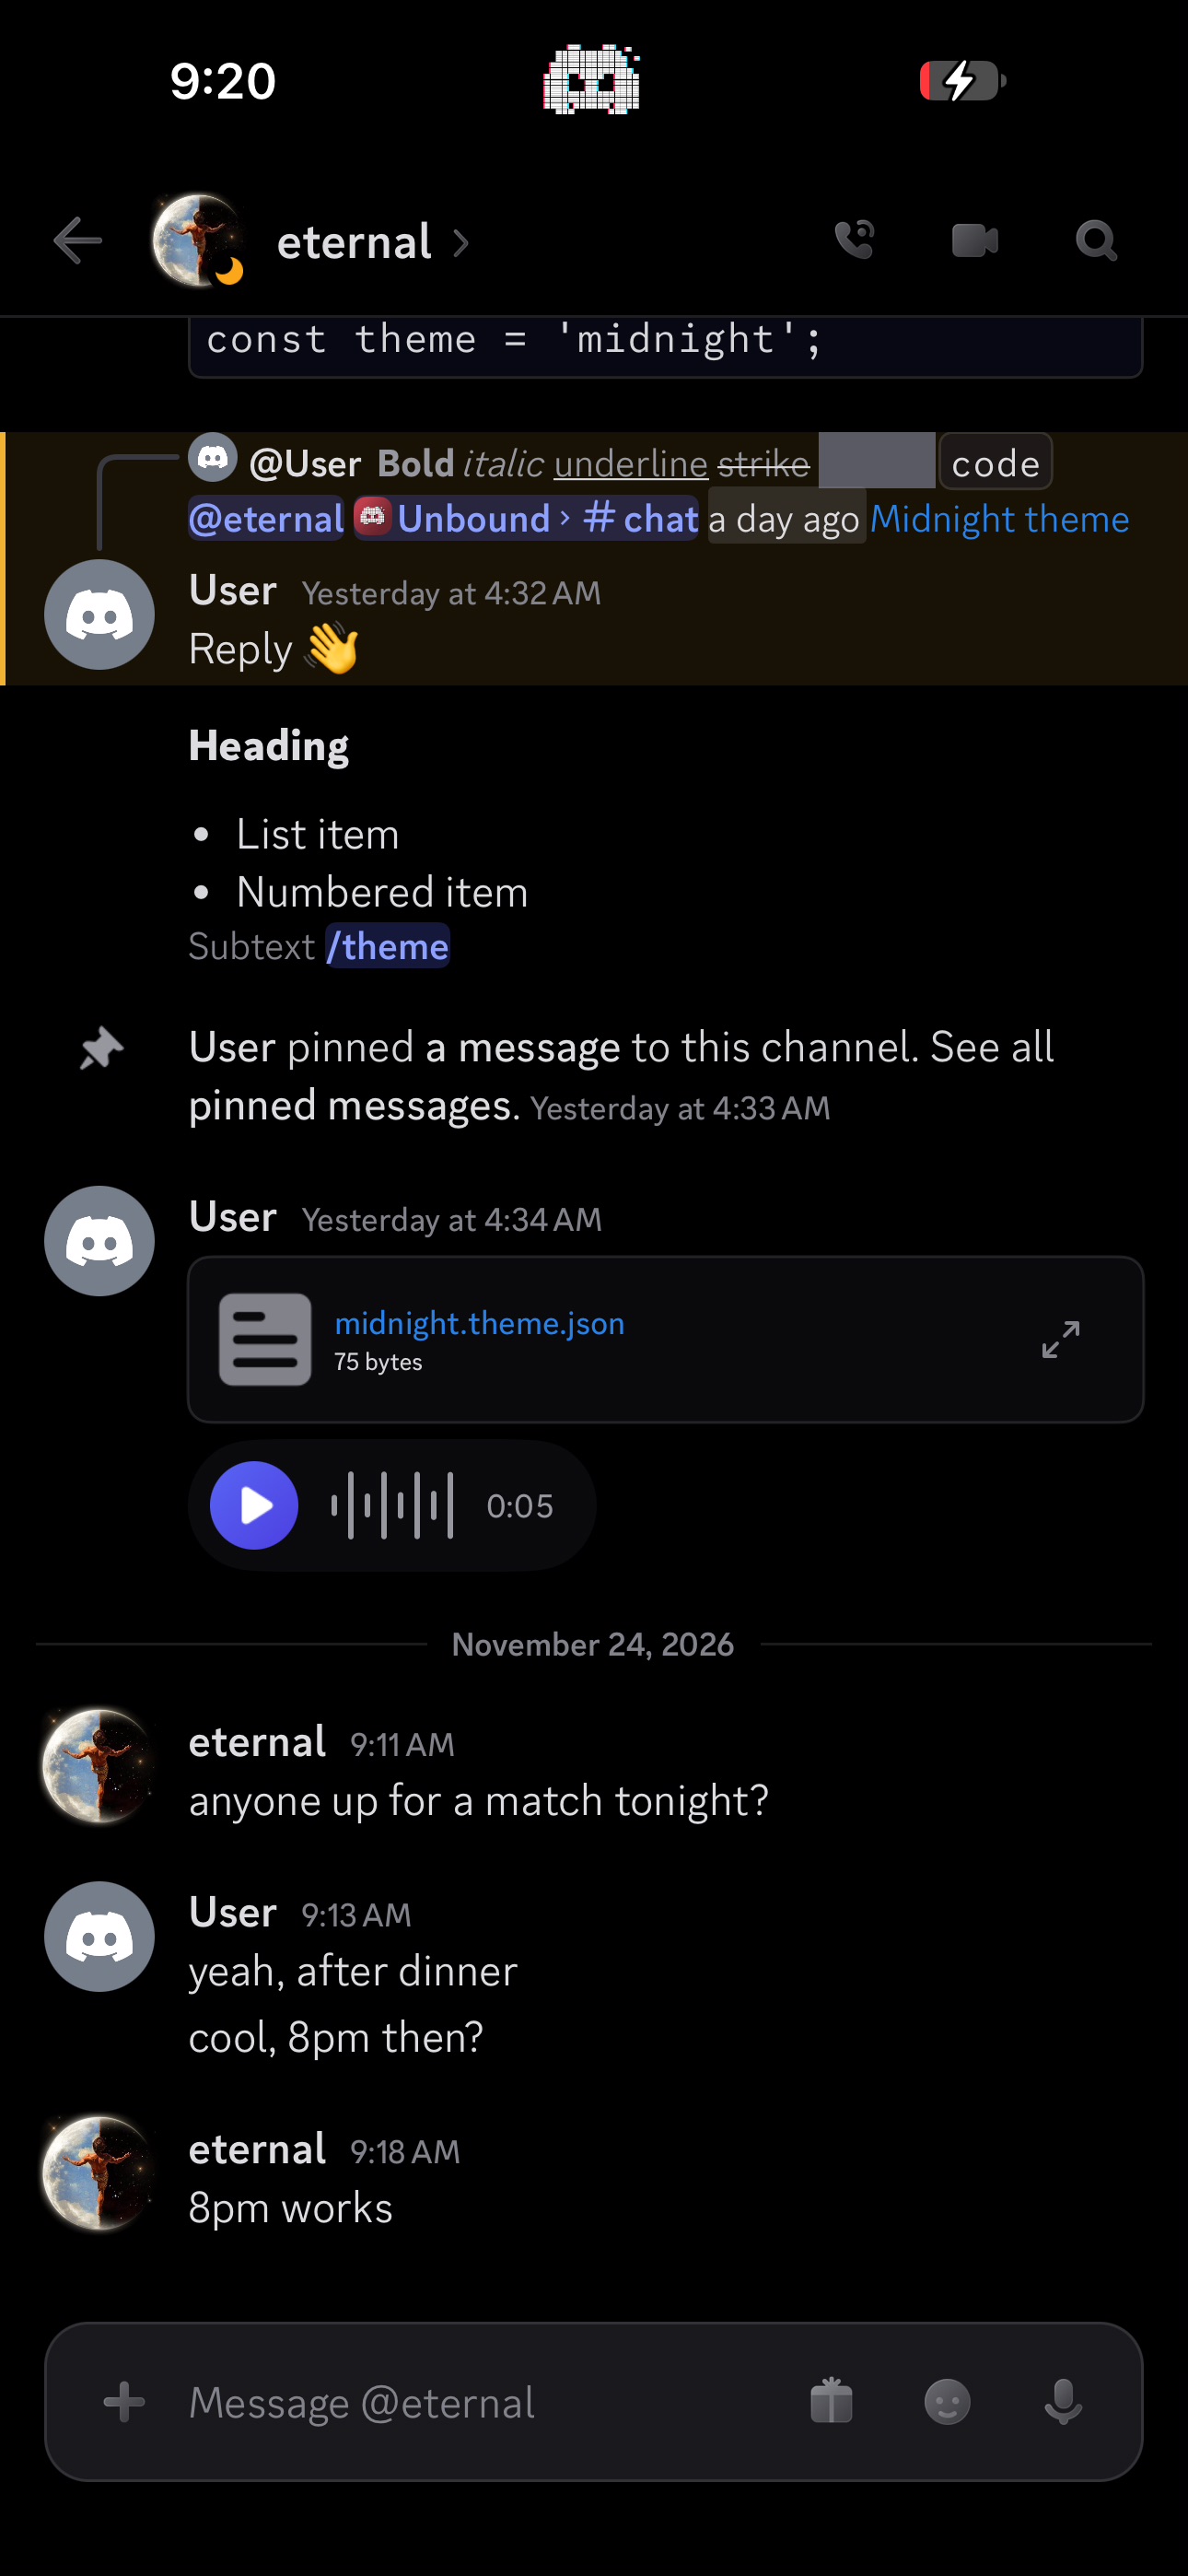 9:20
eternal
const theme = 'midnight';
@User Bold italic underline strike code
@eternal Unbound › # chat a day ago Midnight theme
User Yesterday at 4:32 AM
Reply 👋
Heading
• List item
• Numbered item
Subtext /theme
User pinned a message to this channel. See all
pinned messages. Yesterday at 4:33 AM
User Yesterday at 4:34 AM
midnight.theme.json
75 bytes
0:05
November 24, 2026
eternal 9:11 AM
anyone up for a match tonight?
User 9:13 AM
yeah, after dinner
cool, 8pm then?
eternal 9:18 AM
8pm works
Message @eternal